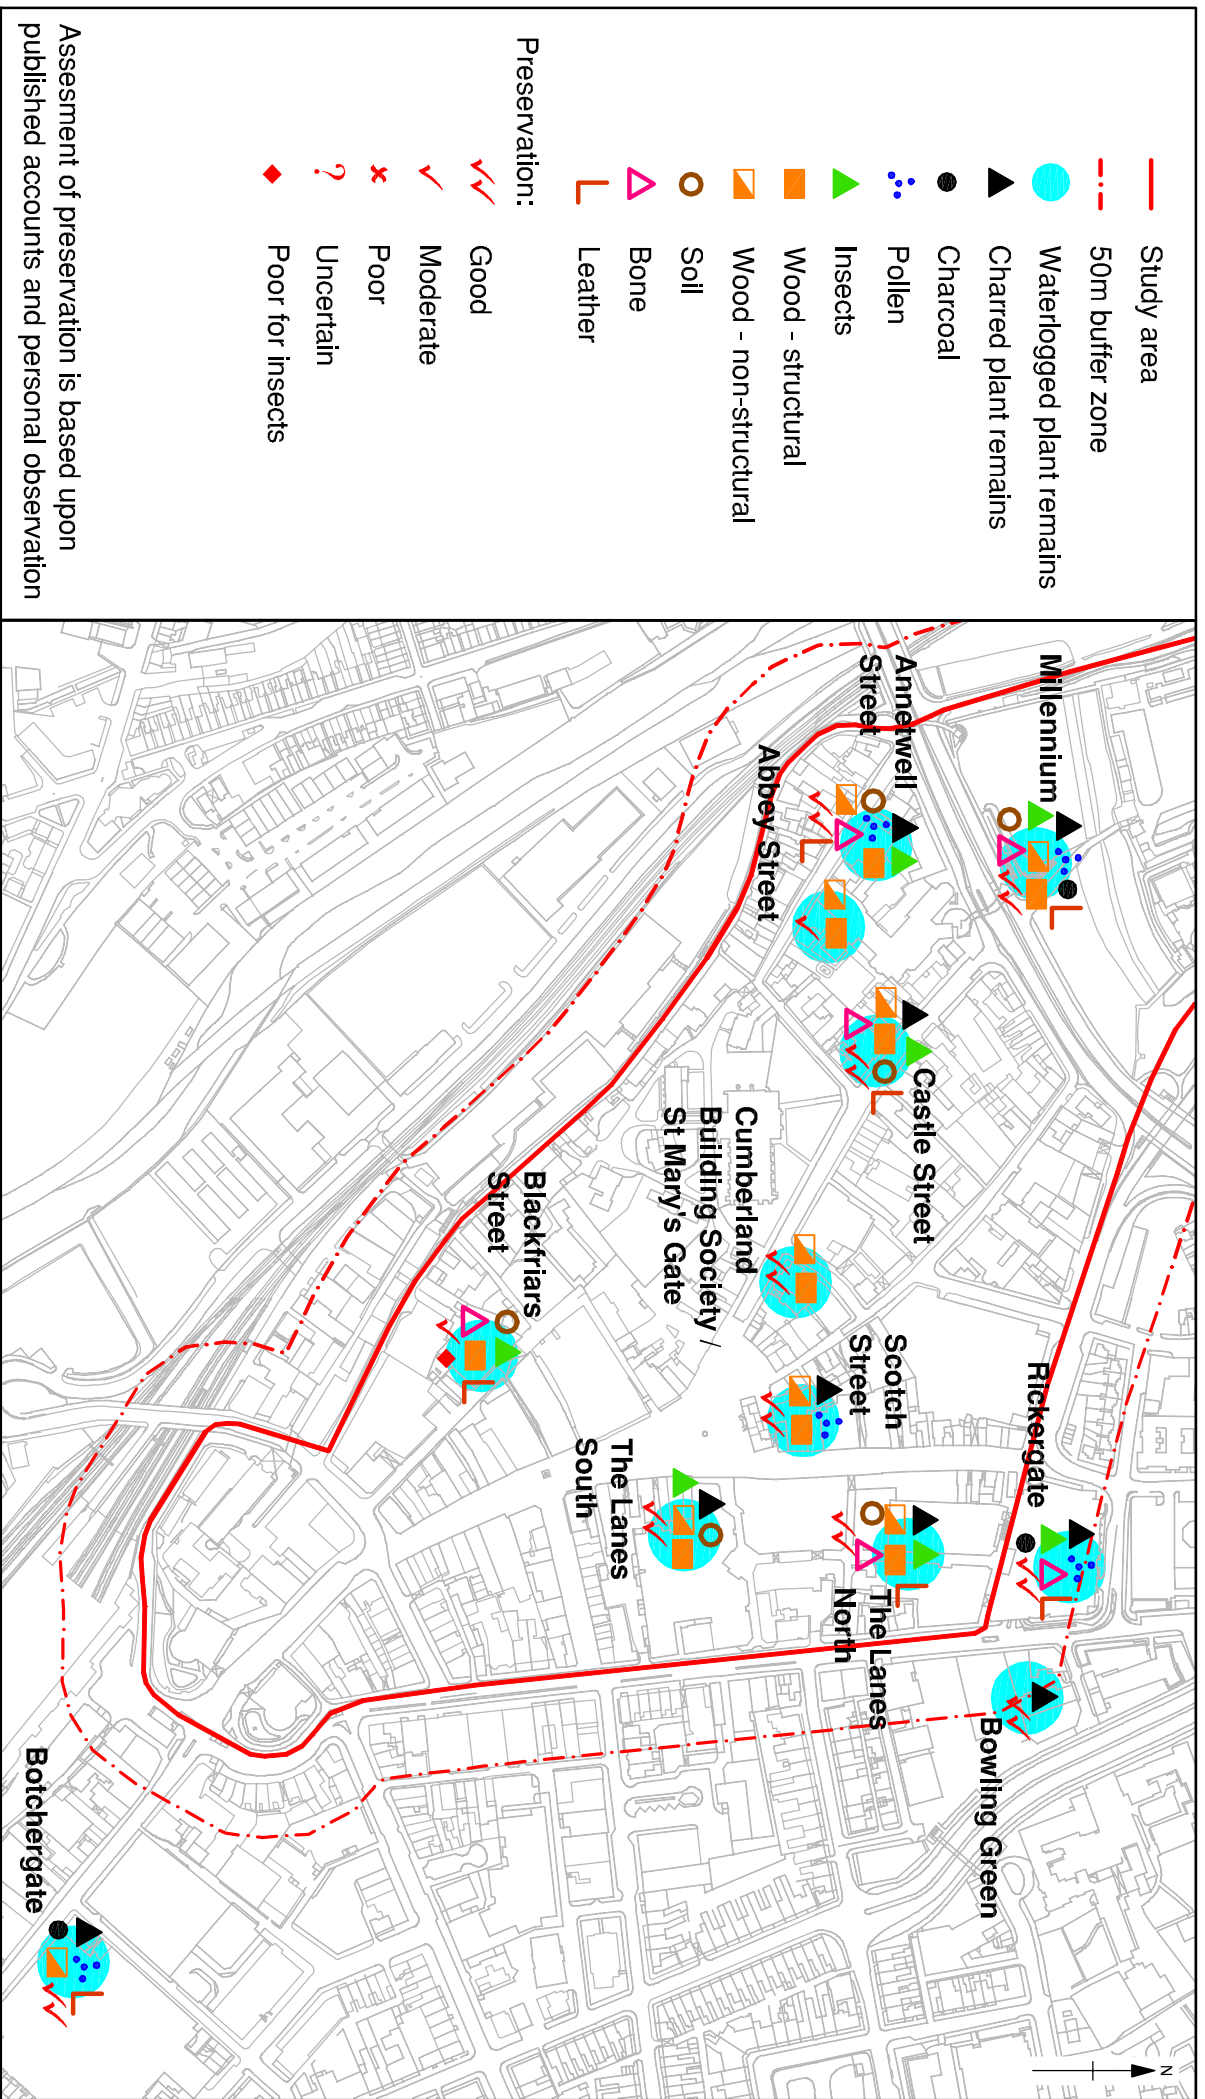 Study area
50m buffer zone
Waterlogged plant remains
Charred plant remains
Charcoal
Pollen
Insects
Wood - structural
Wood - non-structural
Soil
Bone
Leather
Preservation:
Good
Moderate
Poor
? Uncertain
Poor for insects
Assesment of preservation is based upon
published accounts and personal observation
Millennium
Annetwell
Street
Abbey Street
Castle Street
Cumberland
Building Society /
St Mary's Gate
Blackfriars
Street
Scotch
Street
Rickergate
The Lanes
South
The Lanes
North
Bowling Green
Botchergate
N